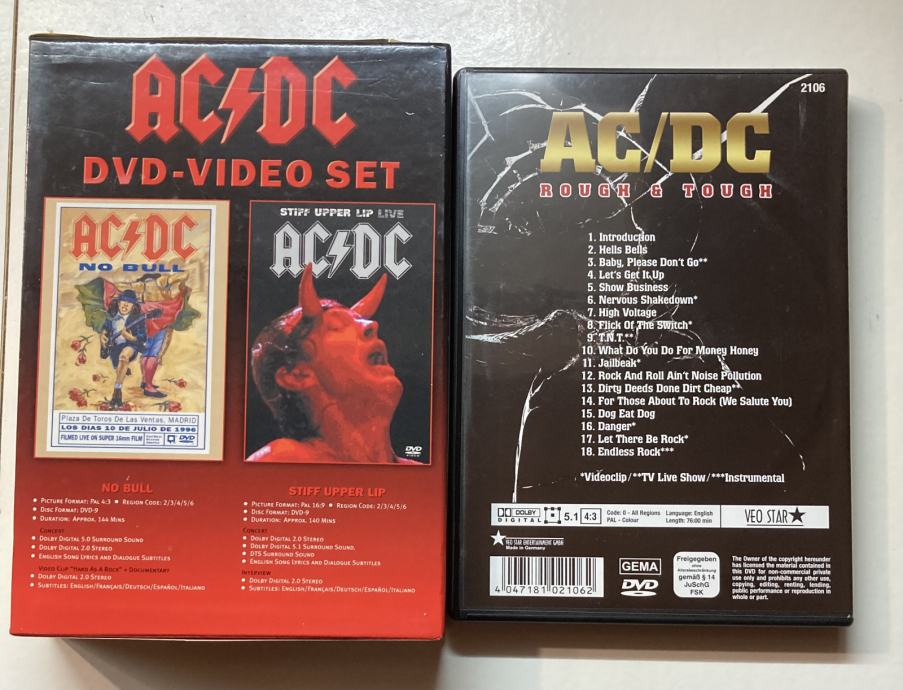 AC DC
DVD-VIDEO SET
AC DC
NO BULL
Plaza De Toros De Las Ventas, MADRID
LOS DIAS 10 DE JULIO DE 1996
FILMED LIVE ON SUPER 16mm FILM
DVD
STIFF UPPER LIP LIVE
AC DC
DVD
NO BULL
• PICTURE FORMAT: PAL 4:3 • REGION CODE: 2/3/4/5/6
• DISC FORMAT: DVD-9
• DURATION: APPROX. 144 MINS
CONCERT
• DOLBY DIGITAL 5.0 SURROUND SOUND
• DOLBY DIGITAL 2.0 STEREO
• ENGLISH SONG LYRICS AND DIALOGUE SUBTITLES
VIDEO CLIP "HARD AS A ROCK" + DOCUMENTARY
• DOLBY DIGITAL 2.0 STEREO
• SUBTITLES: ENGLISH/FRANÇAIS/DEUTSCH/ESPAÑOL/ITALIANO
STIFF UPPER LIP
• PICTURE FORMAT: PAL 16:9 • REGION CODE: 2/3/4/5/6
• DISC FORMAT: DVD-9
• DURATION: APPROX. 140 MINS
CONCERT
• DOLBY DIGITAL 2.0 STEREO
• DOLBY DIGITAL 5.1 SURROUND SOUND,
DTS SURROUND SOUND
• ENGLISH SONG LYRICS AND DIALOGUE SUBTITLES
INTERVIEW
• DOLBY DIGITAL 2.0 STEREO
• SUBTITLES: ENGLISH/FRANÇAIS/DEUTSCH/ESPAÑOL/ITALIANO
2106
AC/DC
ROUGH & TOUGH
1. Introduction
2. Hells Bells
3. Baby, Please Don't Go**
4. Let's Get It Up
5. Show Business
6. Nervous Shakedown*
7. High Voltage
8. Flick Of The Switch*
9. T.N.T.**
10. What Do You Do For Money Honey
11. Jailbeak*
12. Rock And Roll Ain't Noise Pollution
13. Dirty Deeds Done Dirt Cheap**
14. For Those About To Rock (We Salute You)
15. Dog Eat Dog
16. Danger*
17. Let There Be Rock*
18. Endless Rock***
*Videoclip/**TV Live Show/***Instrumental
DOLBY DIGITAL
5.1
4:3
Code: 0 - All Regions Language: English
PAL - Colour Length: 76:00 min
VEO STAR
VEO STAR ENTERTAINMENT GMBH
Made in Germany
4 047181 021062
GEMA
DVD
VIDEO
Freigegeben
ohne
Altersbeschränkung
gemäß § 14
JuSchG
FSK
The Owner of the copyright hereunder
has licensed the material contained in
this DVD for non-commercial private
use only and prohibits any other use,
copying, editing, renting, lending,
public performance or reproduction in
whole or in part.